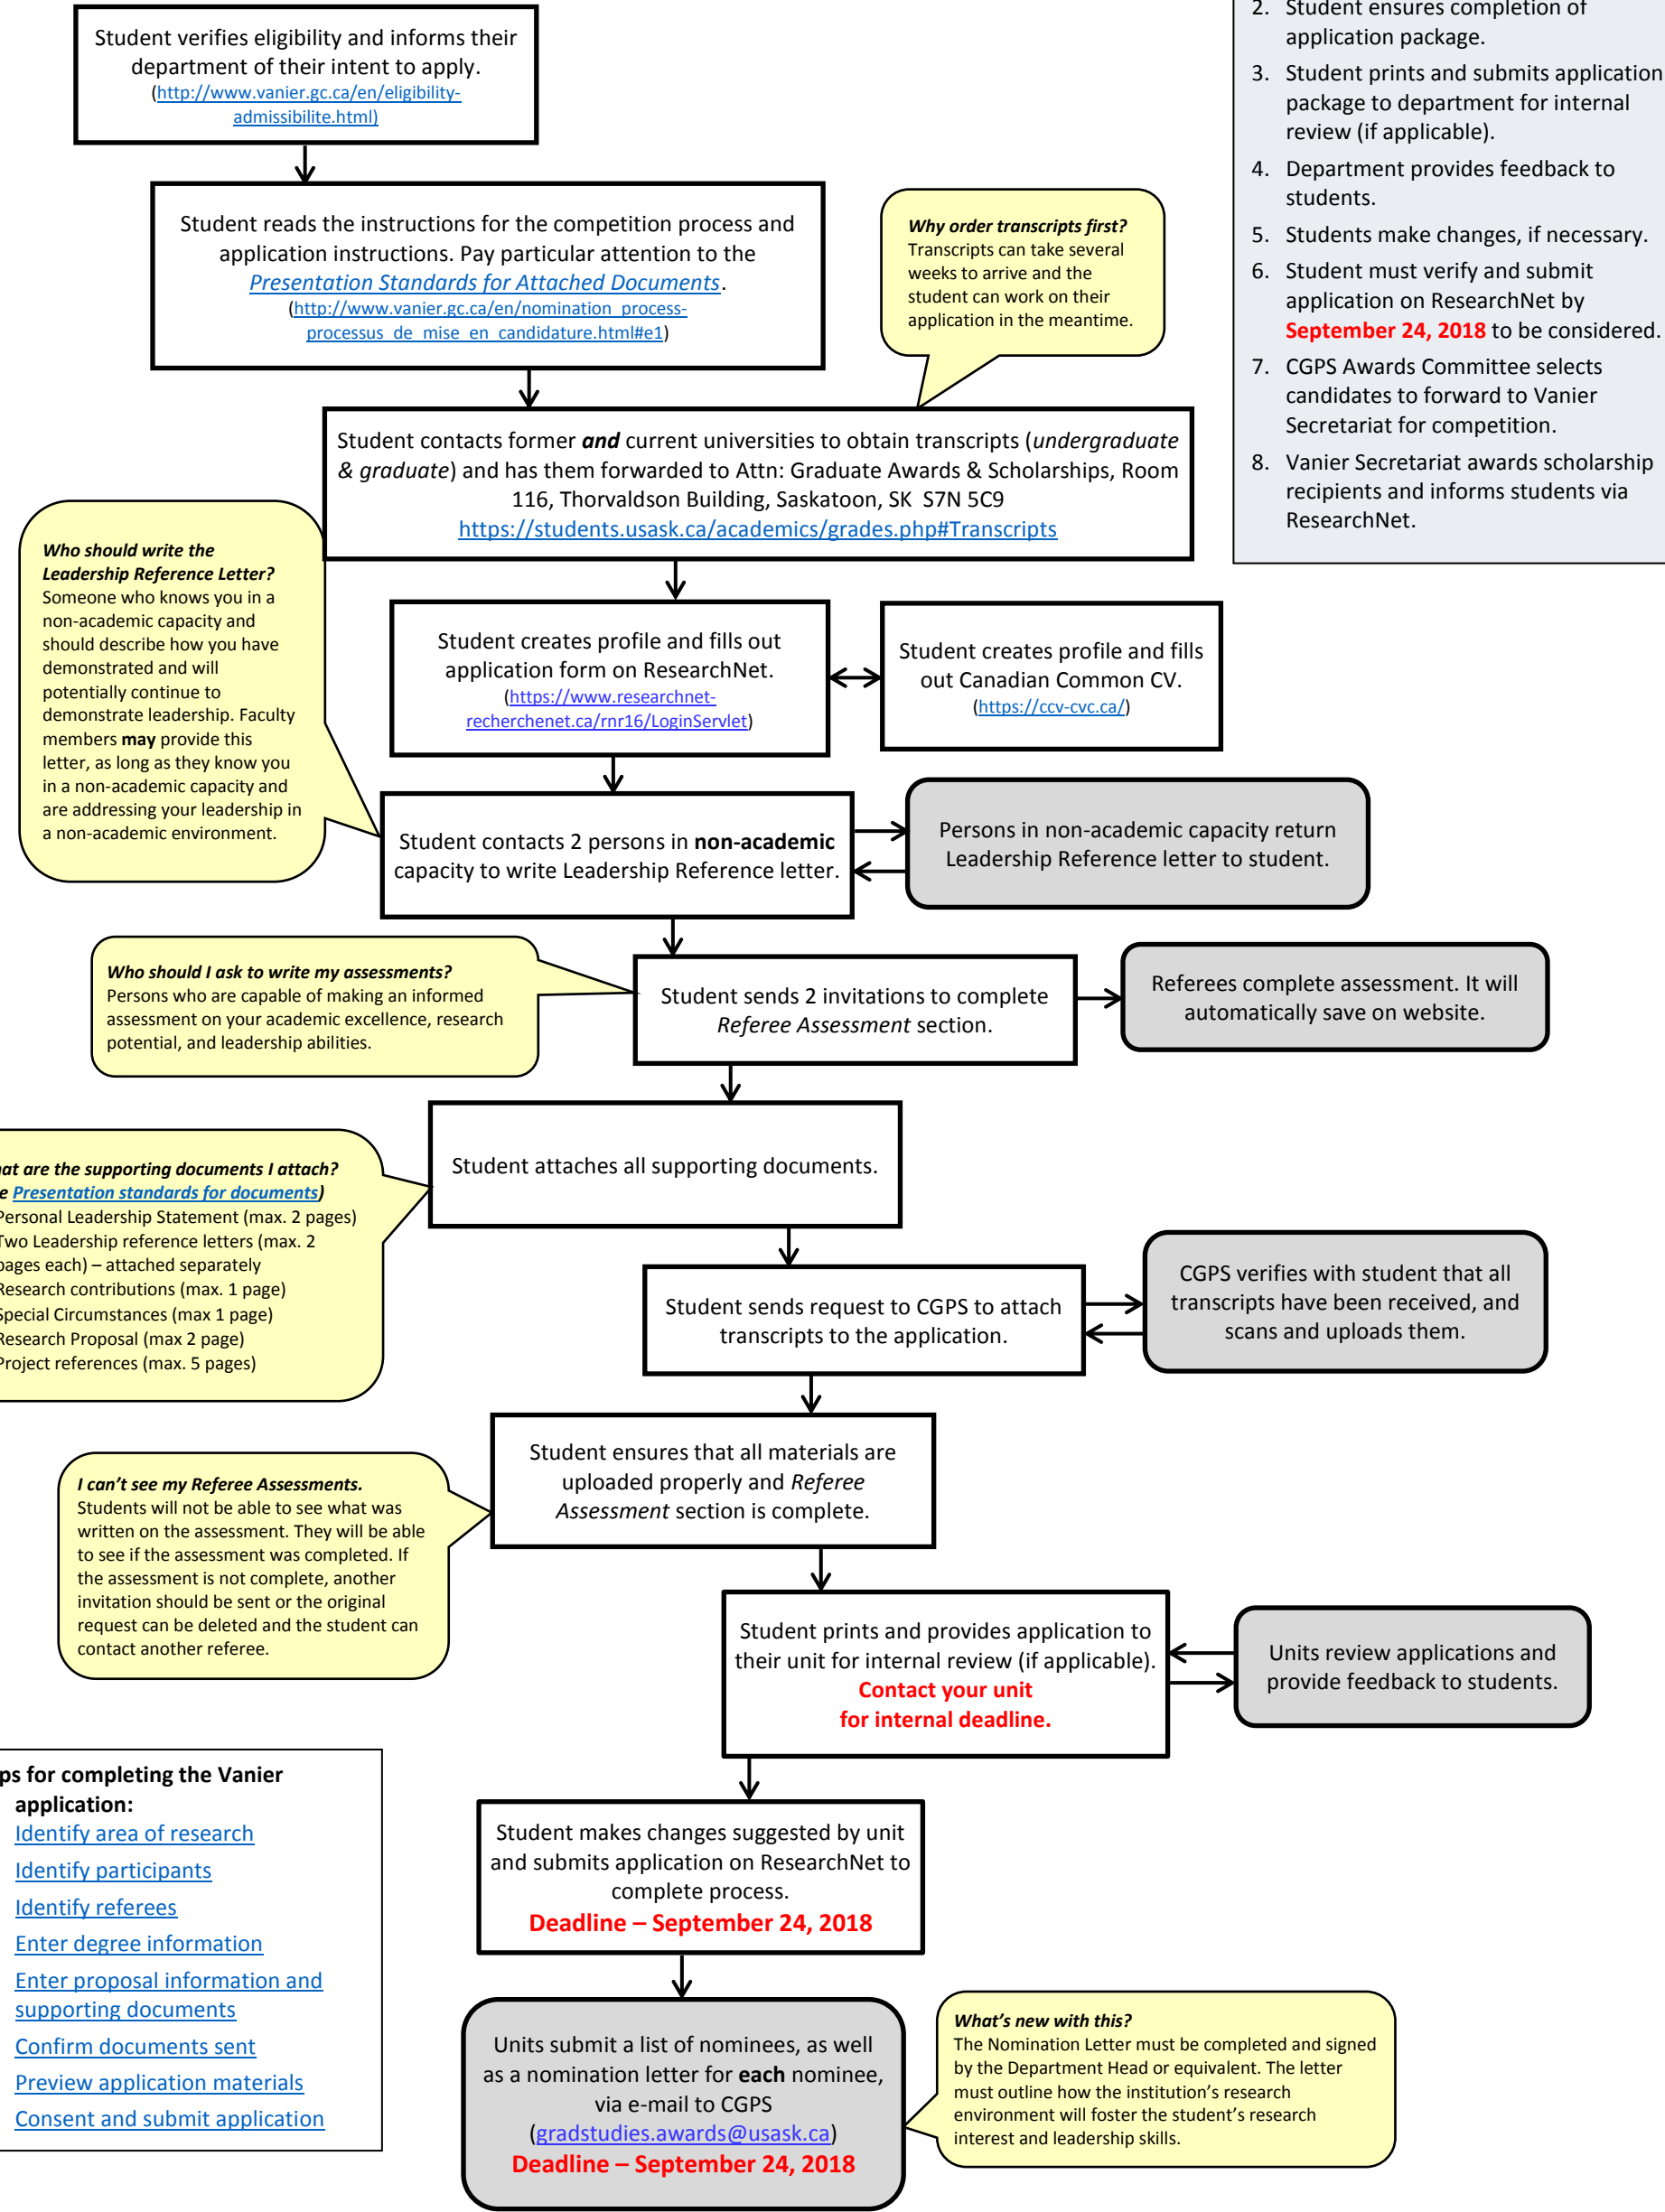 Student verifies eligibility and informs their
department of their intent to apply.
(http://www.vanier.gc.ca/en/eligibility-
admissibilite.html)
2. Student ensures completion of
application package.
3. Student prints and submits application
package to department for internal
review (if applicable).
4. Department provides feedback to
students.
5. Students make changes, if necessary.
6. Student must verify and submit
application on ResearchNet by
September 24, 2018 to be considered.
7. CGPS Awards Committee selects
candidates to forward to Vanier
Secretariat for competition.
8. Vanier Secretariat awards scholarship
recipients and informs students via
ResearchNet.
Student reads the instructions for the competition process and
application instructions. Pay particular attention to the
Presentation Standards for Attached Documents.
(http://www.vanier.gc.ca/en/nomination_process-
processus_de_mise_en_candidature.html#e1)
Why order transcripts first?
Transcripts can take several
weeks to arrive and the
student can work on their
application in the meantime.
Student contacts former and current universities to obtain transcripts (undergraduate
& graduate) and has them forwarded to Attn: Graduate Awards & Scholarships, Room
116, Thorvaldson Building, Saskatoon, SK S7N 5C9
https://students.usask.ca/academics/grades.php#Transcripts
Who should write the
Leadership Reference Letter?
Someone who knows you in a
non-academic capacity and
should describe how you have
demonstrated and will
potentially continue to
demonstrate leadership. Faculty
members may provide this
letter, as long as they know you
in a non-academic capacity and
are addressing your leadership in
a non-academic environment.
Student creates profile and fills out
application form on ResearchNet.
(https://www.researchnet-
recherchenet.ca/rnr16/LoginServlet)
Student creates profile and fills
out Canadian Common CV.
(https://ccv-cvc.ca/)
Student contacts 2 persons in non-academic
capacity to write Leadership Reference letter.
Persons in non-academic capacity return
Leadership Reference letter to student.
Who should I ask to write my assessments?
Persons who are capable of making an informed
assessment on your academic excellence, research
potential, and leadership abilities.
Student sends 2 invitations to complete
Referee Assessment section.
Referees complete assessment. It will
automatically save on website.
are the supporting documents I attach?
Presentation standards for documents)
Personal Leadership Statement (max. 2 pages)
Two Leadership reference letters (max. 2
pages each) – attached separately
Research contributions (max. 1 page)
Special Circumstances (max 1 page)
Research Proposal (max 2 page)
Project references (max. 5 pages)
Student attaches all supporting documents.
Student sends request to CGPS to attach
transcripts to the application.
CGPS verifies with student that all
transcripts have been received, and
scans and uploads them.
Student ensures that all materials are
uploaded properly and Referee
Assessment section is complete.
I can't see my Referee Assessments.
Students will not be able to see what was
written on the assessment. They will be able
to see if the assessment was completed. If
the assessment is not complete, another
invitation should be sent or the original
request can be deleted and the student can
contact another referee.
Student prints and provides application to
their unit for internal review (if applicable).
Contact your unit
for internal deadline.
Units review applications and
provide feedback to students.
for completing the Vanier
application:
Identify area of research
Identify participants
Identify referees
Enter degree information
Enter proposal information and
supporting documents
Confirm documents sent
Preview application materials
Consent and submit application
Student makes changes suggested by unit
and submits application on ResearchNet to
complete process.
Deadline – September 24, 2018
Units submit a list of nominees, as well
as a nomination letter for each nominee,
via e-mail to CGPS
(gradstudies.awards@usask.ca)
Deadline – September 24, 2018
What's new with this?
The Nomination Letter must be completed and signed
by the Department Head or equivalent. The letter
must outline how the institution's research
environment will foster the student's research
interest and leadership skills.